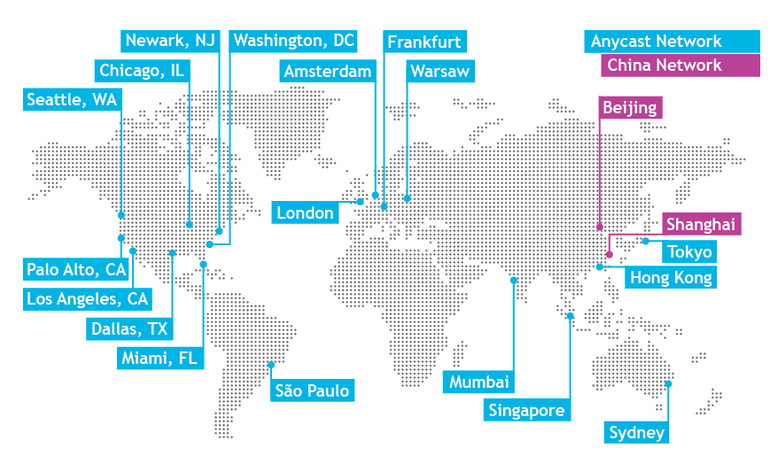 Newark, NJ
Washington, DC
Frankfurt
Anycast Network
China Network
Chicago, IL
Amsterdam
Warsaw
Seattle, WA
Beijing
London
Shanghai
Tokyo
Palo Alto, CA
Hong Kong
Los Angeles, CA
Dallas, TX
Miami, FL
São Paulo
Mumbai
Singapore
Sydney